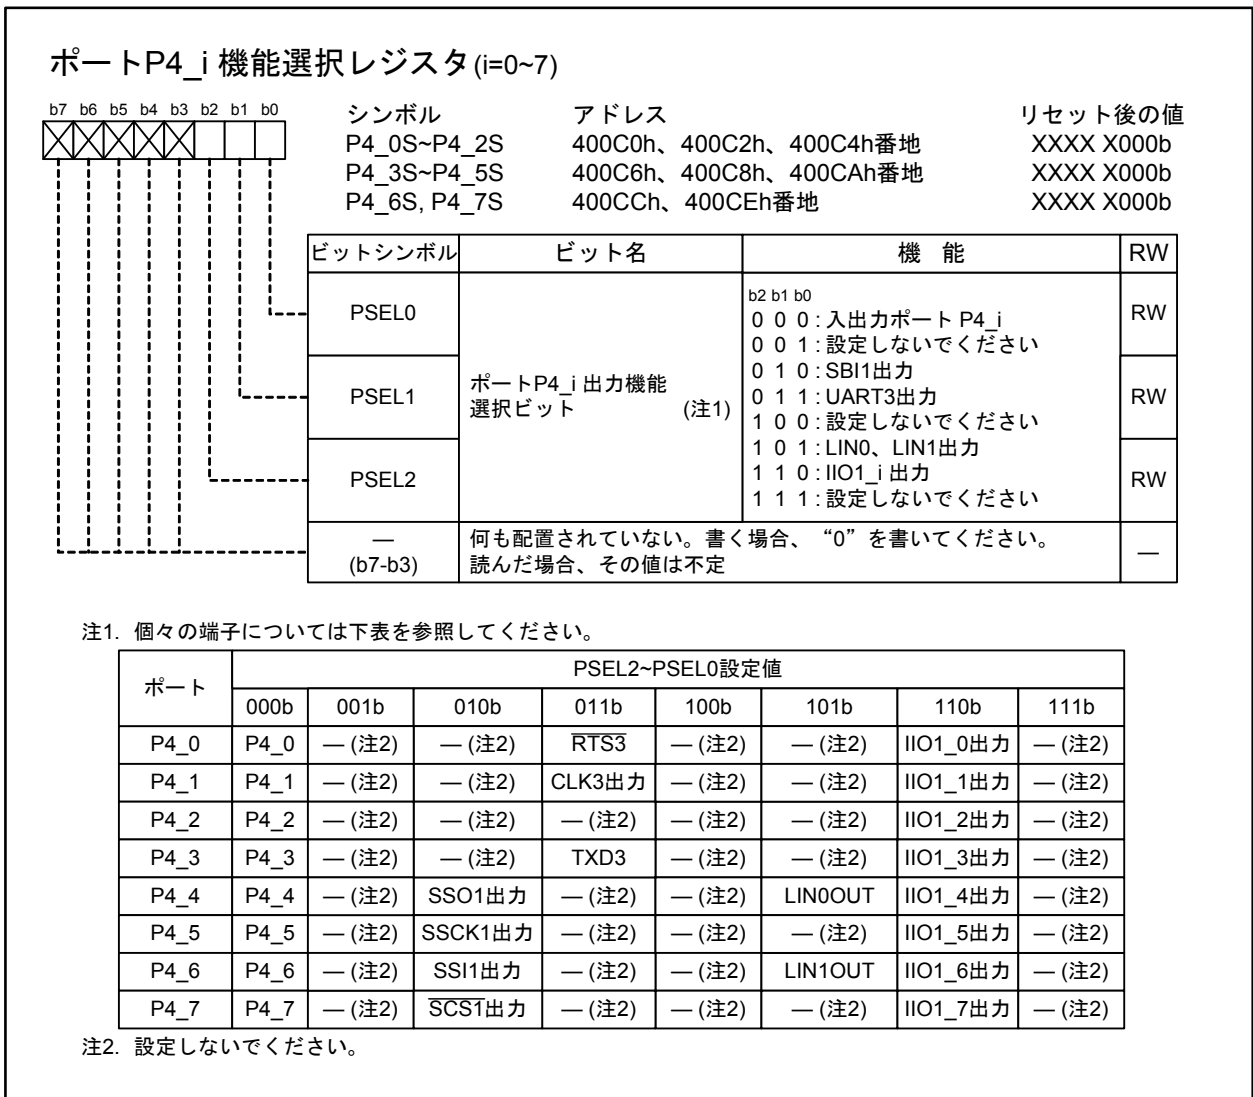 ポートP4_i 機能選択レジスタ(i=0~7)
b7 b6 b5 b4 b3 b2 b1 b0
シンボル アドレス リセット後の値
P4_0S~P4_2S 400C0h、400C2h、400C4h番地 XXXX X000b
P4_3S~P4_5S 400C6h、400C8h、400CAh番地 XXXX X000b
P4_6S, P4_7S 400CCh、400CEh番地 XXXX X000b
ビットシンボル ビット名 機 能 RW
PSEL0 RW
PSEL1 RW
PSEL2 RW
ポートP4_i 出力機能
選択ビット (注1)
b2 b1 b0
0 0 0 : 入出力ポート P4_i
0 0 1 : 設定しないでください
0 1 0 : SBI1出力
0 1 1 : UART3出力
1 0 0 : 設定しないでください
1 0 1 : LIN0、LIN1出力
1 1 0 : IIO1_i 出力
1 1 1 : 設定しないでください
—
(b7-b3)
何も配置されていない。書く場合、“0”を書いてください。
読んだ場合、その値は不定
—
注1. 個々の端子については下表を参照してください。
ポート PSEL2~PSEL0設定値
000b 001b 010b 011b 100b 101b 110b 111b
P4_0 P4_0 — (注2) — (注2) RTS3 — (注2) — (注2) IIO1_0出力 — (注2)
P4_1 P4_1 — (注2) — (注2) CLK3出力 — (注2) — (注2) IIO1_1出力 — (注2)
P4_2 P4_2 — (注2) — (注2) — (注2) — (注2) — (注2) IIO1_2出力 — (注2)
P4_3 P4_3 — (注2) — (注2) TXD3 — (注2) — (注2) IIO1_3出力 — (注2)
P4_4 P4_4 — (注2) SSO1出力 — (注2) — (注2) LIN0OUT IIO1_4出力 — (注2)
P4_5 P4_5 — (注2) SSCK1出力 — (注2) — (注2) — (注2) IIO1_5出力 — (注2)
P4_6 P4_6 — (注2) SSI1出力 — (注2) — (注2) LIN1OUT IIO1_6出力 — (注2)
P4_7 P4_7 — (注2) SCS1出力 — (注2) — (注2) — (注2) IIO1_7出力 — (注2)
注2. 設定しないでください。